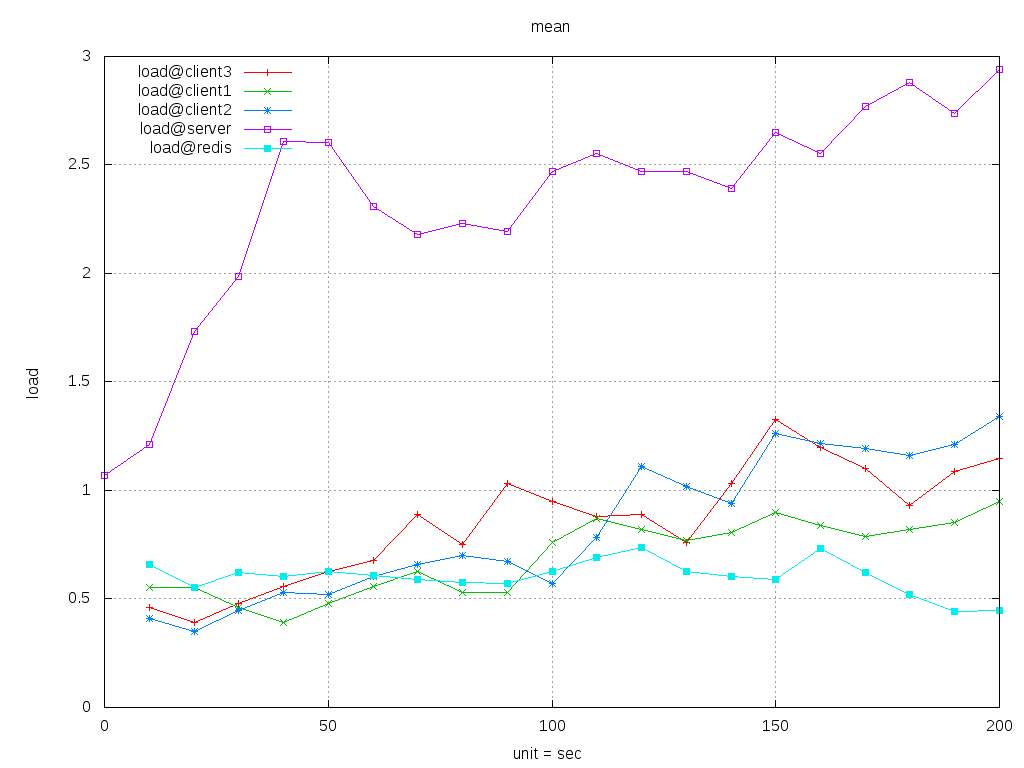 mean
load@client3
load@client1
load@client2
load@server
load@redis
3
2.5
2
1.5
1
0.5
0
load
0 50 100 150 200
unit = sec